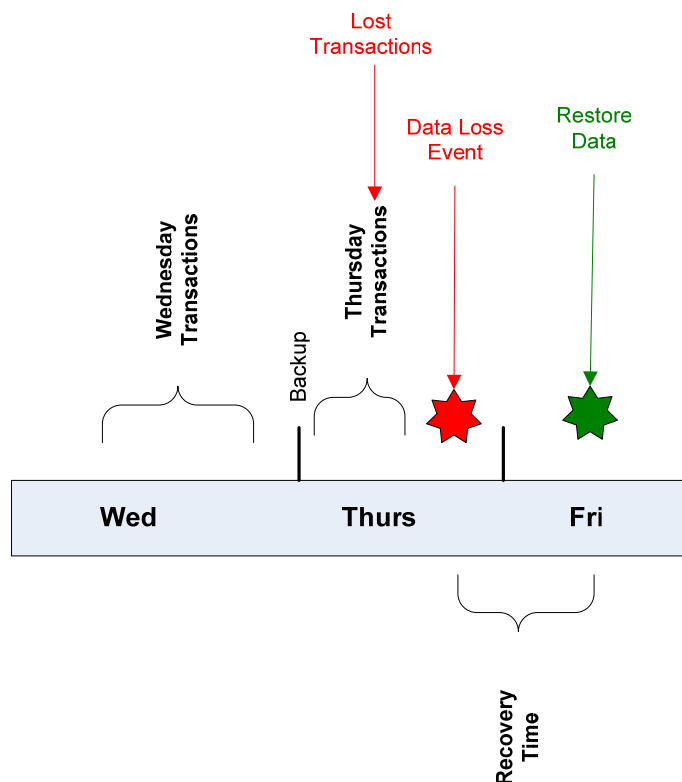 Lost
Transactions
Data Loss
Event
Restore
Data
Wednesday
Transactions
Backup
Thursday
Transactions
Wed
Thurs
Fri
Recovery
Time